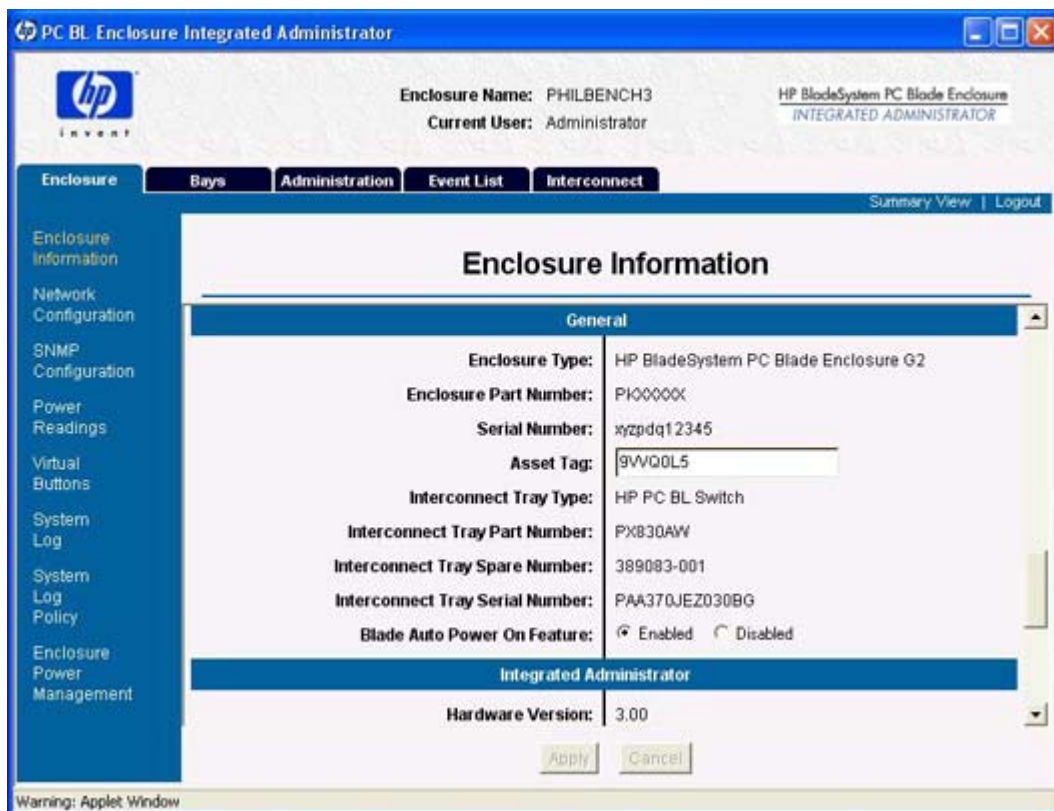 PC BL Enclosure Integrated Administrator
hp
invent
Enclosure Name: PHILBENCH3
Current User: Administrator
HP BladeSystem PC Blade Enclosure
INTEGRATED ADMINISTRATOR
Enclosure Bays Administration Event List Interconnect
Summary View | Logout
Enclosure
Information
Network
Configuration
SNMP
Configuration
Power
Readings
Virtual
Buttons
System
Log
System
Log
Policy
Enclosure
Power
Management
Enclosure Information
General
Enclosure Type: HP BladeSystem PC Blade Enclosure G2
Enclosure Part Number: PKXXXXX
Serial Number: xyzpdq12345
Asset Tag: 9VVQ0L5
Interconnect Tray Type: HP PC BL Switch
Interconnect Tray Part Number: PX830AW
Interconnect Tray Spare Number: 389083-001
Interconnect Tray Serial Number: PAA370JEZ030BG
Blade Auto Power On Feature: Enabled Disabled
Integrated Administrator
Hardware Version: 3.00
Apply Cancel
Warning: Applet Window